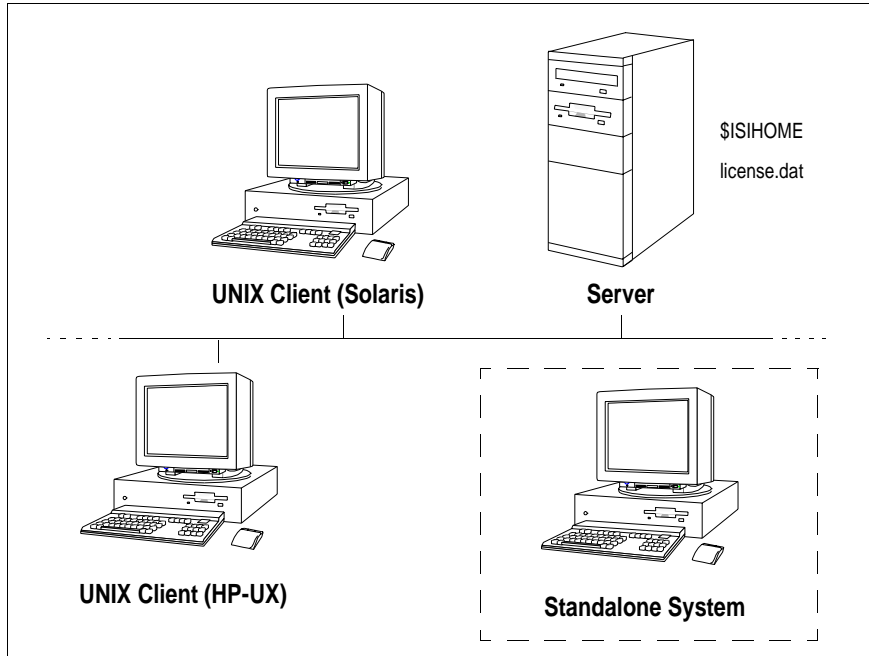 $ISIHOME
license.dat
UNIX Client (Solaris)
Server
UNIX Client (HP-UX)
Standalone System